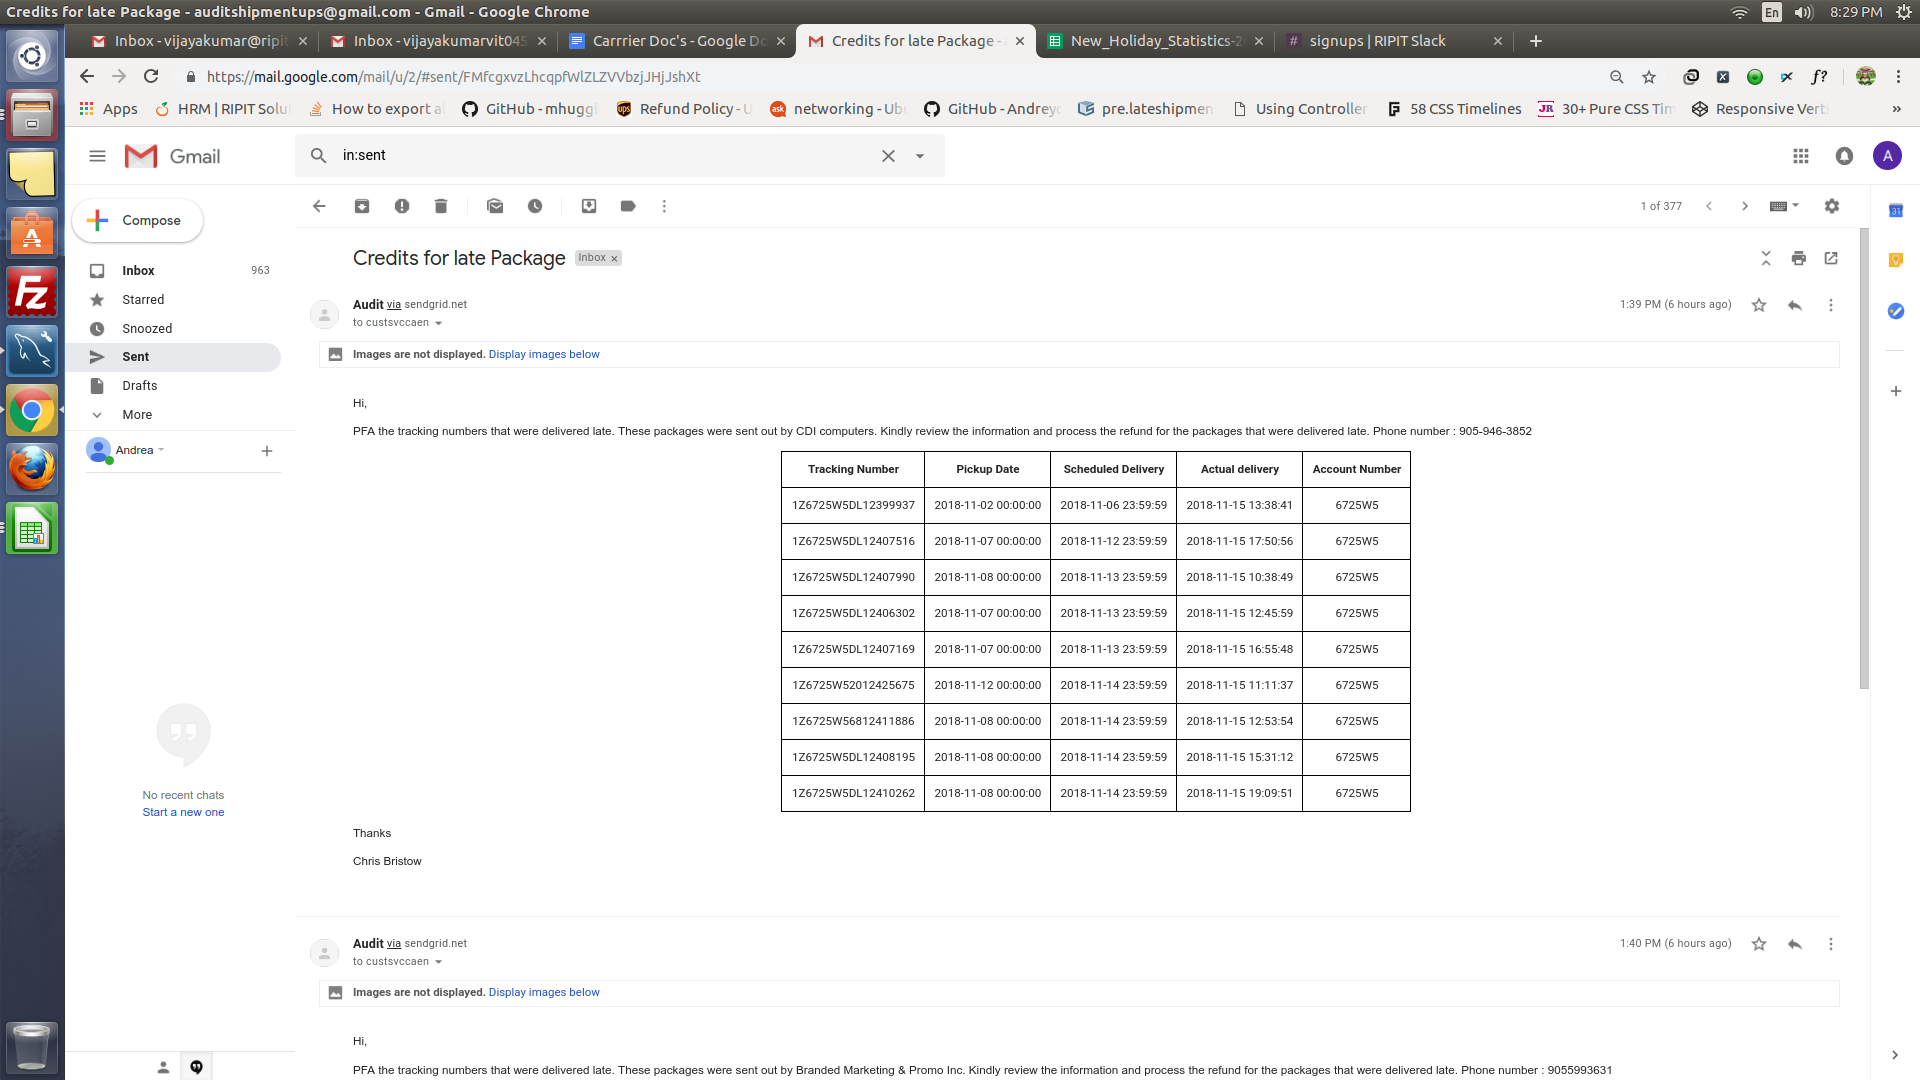 Credits for late Package - auditshipmentups@gmail.com - Gmail - Google Chrome
En
8:29 PM
Inbox - vijayakumar@ripit
Inbox - vijayakumarvit045
Carrrier Doc's - Google Do
Credits for late Package -
New_Holiday_Statistics-2
signups | RIPIT Slack
https://mail.google.com/mail/u/2/#sent/FMfcgxvzLhcqpfWlZLZVVbzjJHjJshXt
f?
Apps
HRM | RIPIT Solu
How to export a
GitHub - mhuggi
Refund Policy - U
networking - Ub
GitHub - Andreyc
pre.lateshipmen
Using Controller
58 CSS Timelines
30+ Pure CSS Tim
Responsive Verti
»
Gmail
in:sent
A
Compose
1 of 377
31
Inbox 963
Starred
Snoozed
Sent
Drafts
More
Andrea
No recent chats
Start a new one
Credits for late Package
Inbox x
Audit via sendgrid.net
1:39 PM (6 hours ago)
to custsvccaen
Images are not displayed. Display images below
Hi,
PFA the tracking numbers that were delivered late. These packages were sent out by CDI computers. Kindly review the information and process the refund for the packages that were delivered late. Phone number : 905-946-3852
Tracking Number Pickup Date Scheduled Delivery Actual delivery Account Number
1Z6725W5DL12399937 2018-11-02 00:00:00 2018-11-06 23:59:59 2018-11-15 13:38:41 6725W5
1Z6725W5DL12407516 2018-11-07 00:00:00 2018-11-12 23:59:59 2018-11-15 17:50:56 6725W5
1Z6725W5DL12407990 2018-11-08 00:00:00 2018-11-13 23:59:59 2018-11-15 10:38:49 6725W5
1Z6725W5DL12406302 2018-11-07 00:00:00 2018-11-13 23:59:59 2018-11-15 12:45:59 6725W5
1Z6725W5DL12407169 2018-11-07 00:00:00 2018-11-13 23:59:59 2018-11-15 16:55:48 6725W5
1Z6725W52012425675 2018-11-12 00:00:00 2018-11-14 23:59:59 2018-11-15 11:11:37 6725W5
1Z6725W56812411886 2018-11-08 00:00:00 2018-11-14 23:59:59 2018-11-15 12:53:54 6725W5
1Z6725W5DL12408195 2018-11-08 00:00:00 2018-11-14 23:59:59 2018-11-15 15:31:12 6725W5
1Z6725W5DL12410262 2018-11-08 00:00:00 2018-11-14 23:59:59 2018-11-15 19:09:51 6725W5
Thanks
Chris Bristow
Audit via sendgrid.net
1:40 PM (6 hours ago)
to custsvccaen
Images are not displayed. Display images below
Hi,
PFA the tracking numbers that were delivered late. These packages were sent out by Branded Marketing & Promo Inc. Kindly review the information and process the refund for the packages that were delivered late. Phone number : 9055993631